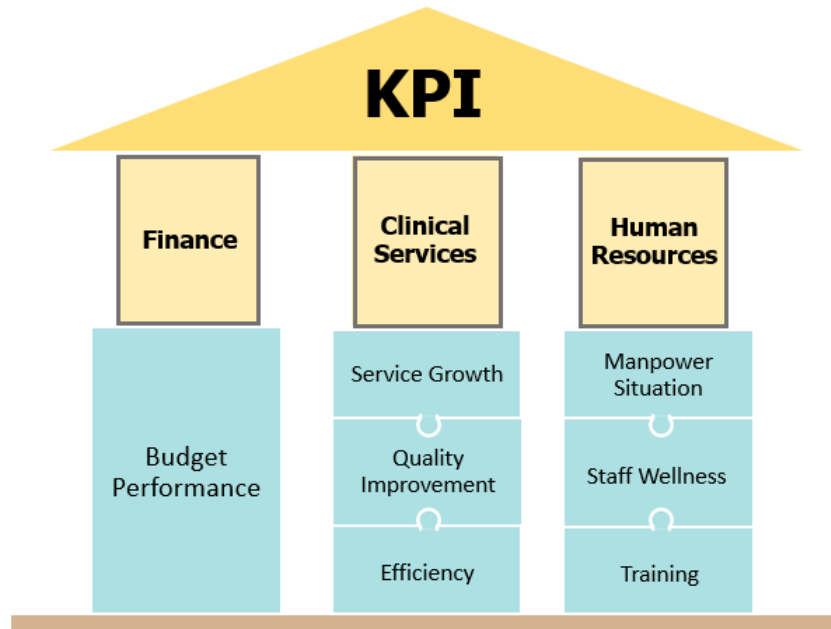 KPI
Finance
Budget
Performance
Clinical
Services
Service Growth
Quality
Improvement
Efficiency
Human
Resources
Manpower
Situation
Staff Wellness
Training